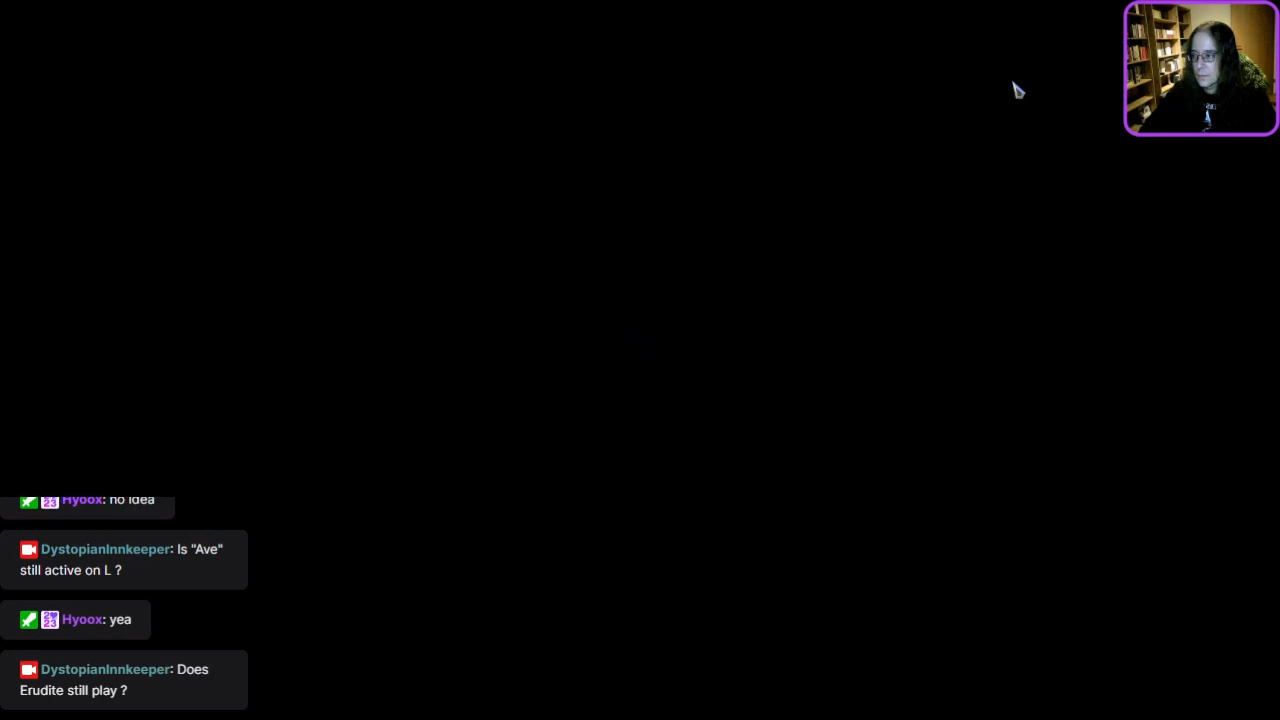 Hyoox: no idea
DystopianInnkeeper: Is "Ave"
still active on L ?
Hyoox: yea
DystopianInnkeeper: Does
Erudite still play ?